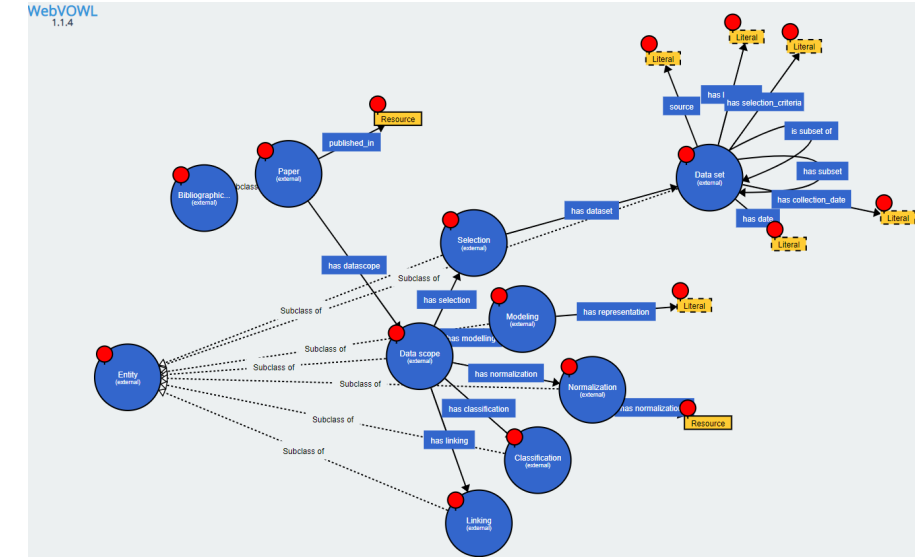 WebVOWL
1.1.4
Literal
Literal
Literal
has selection_criteria
source
Resource
published_in
is subset of
Paper
(external)
Data set
(external)
has subset
Bibliographic...
(external)
Subclass of
has collection_date
Literal
has dataset
has date
Literal
Selection
(external)
has datascope
Subclass of
has selection
Literal
Subclass of
has representation
Modeling
(external)
has modelling
Subclass of
Data scope
(external)
Subclass of
Entity
(external)
has normalization
Subclass of
Normalization
(external)
has classification
has normalization
Resource
Subclass of
has linking
Subclass of
Classification
(external)
Linking
(external)